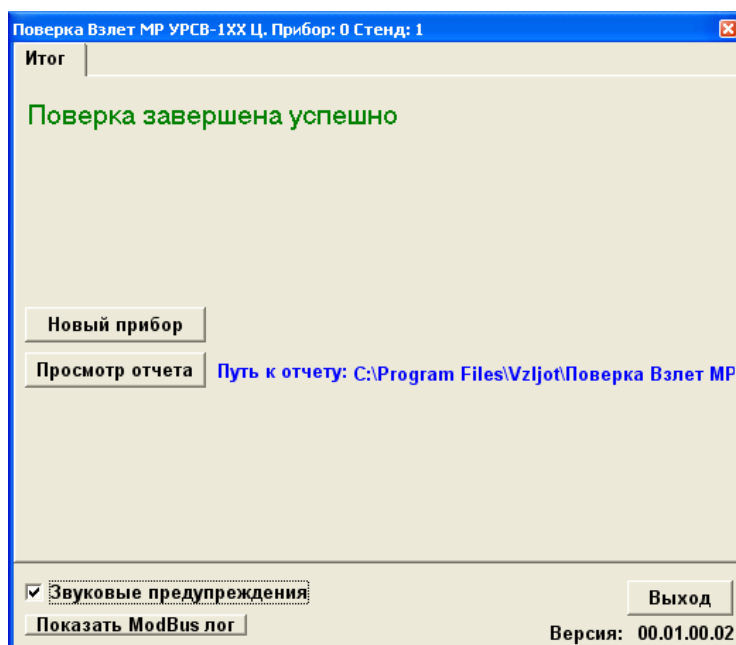 Поверка Взлет МР УРСВ-1ХХ Ц. Прибор: 0 Стенд: 1
Итог
Поверка завершена успешно
Новый прибор
Просмотр отчета Путь к отчету: C:\Program Files\Vzljot\Поверка Взлет МР
Звуковые предупреждения
Выход
Показать ModBus лог
Версия: 00.01.00.02